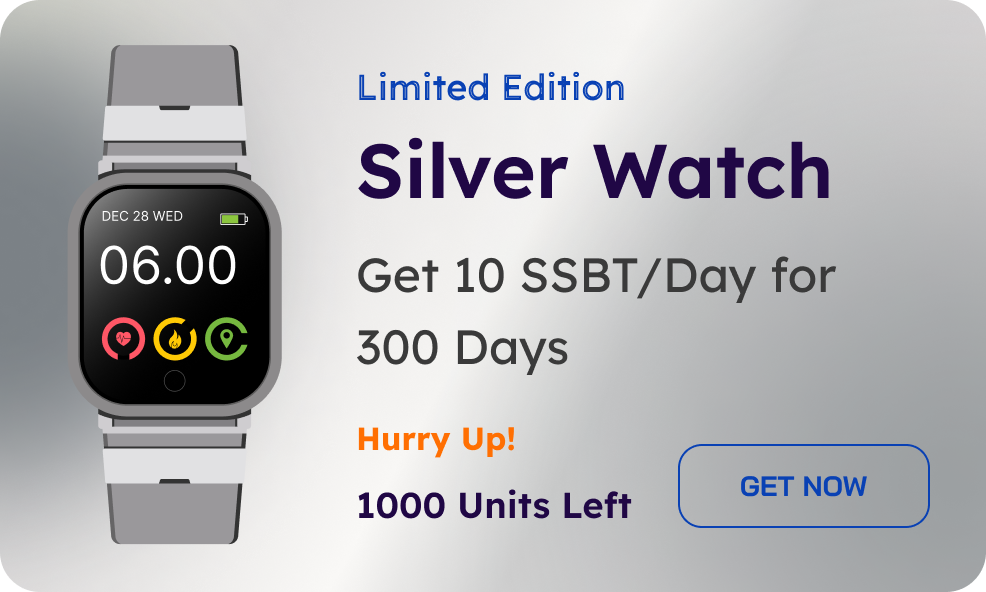 Limited Edition
Silver Watch
Get 10 SSBT/Day for
300 Days
Hurry Up!
1000 Units Left
GET NOW
DEC 28 WED
06.00